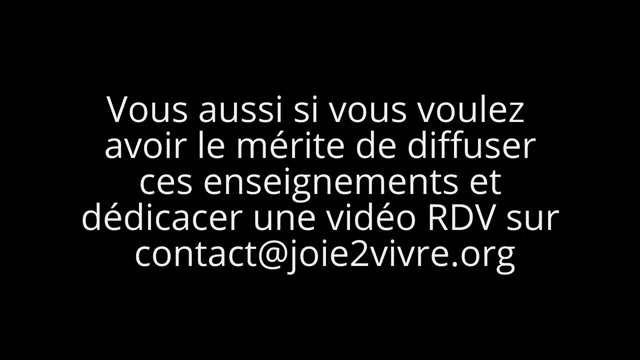 Vous aussi si vous voulez
avoir le mérite de diffuser
ces enseignements et
dédicacer une vidéo RDV sur
contact@joie2vivre.org